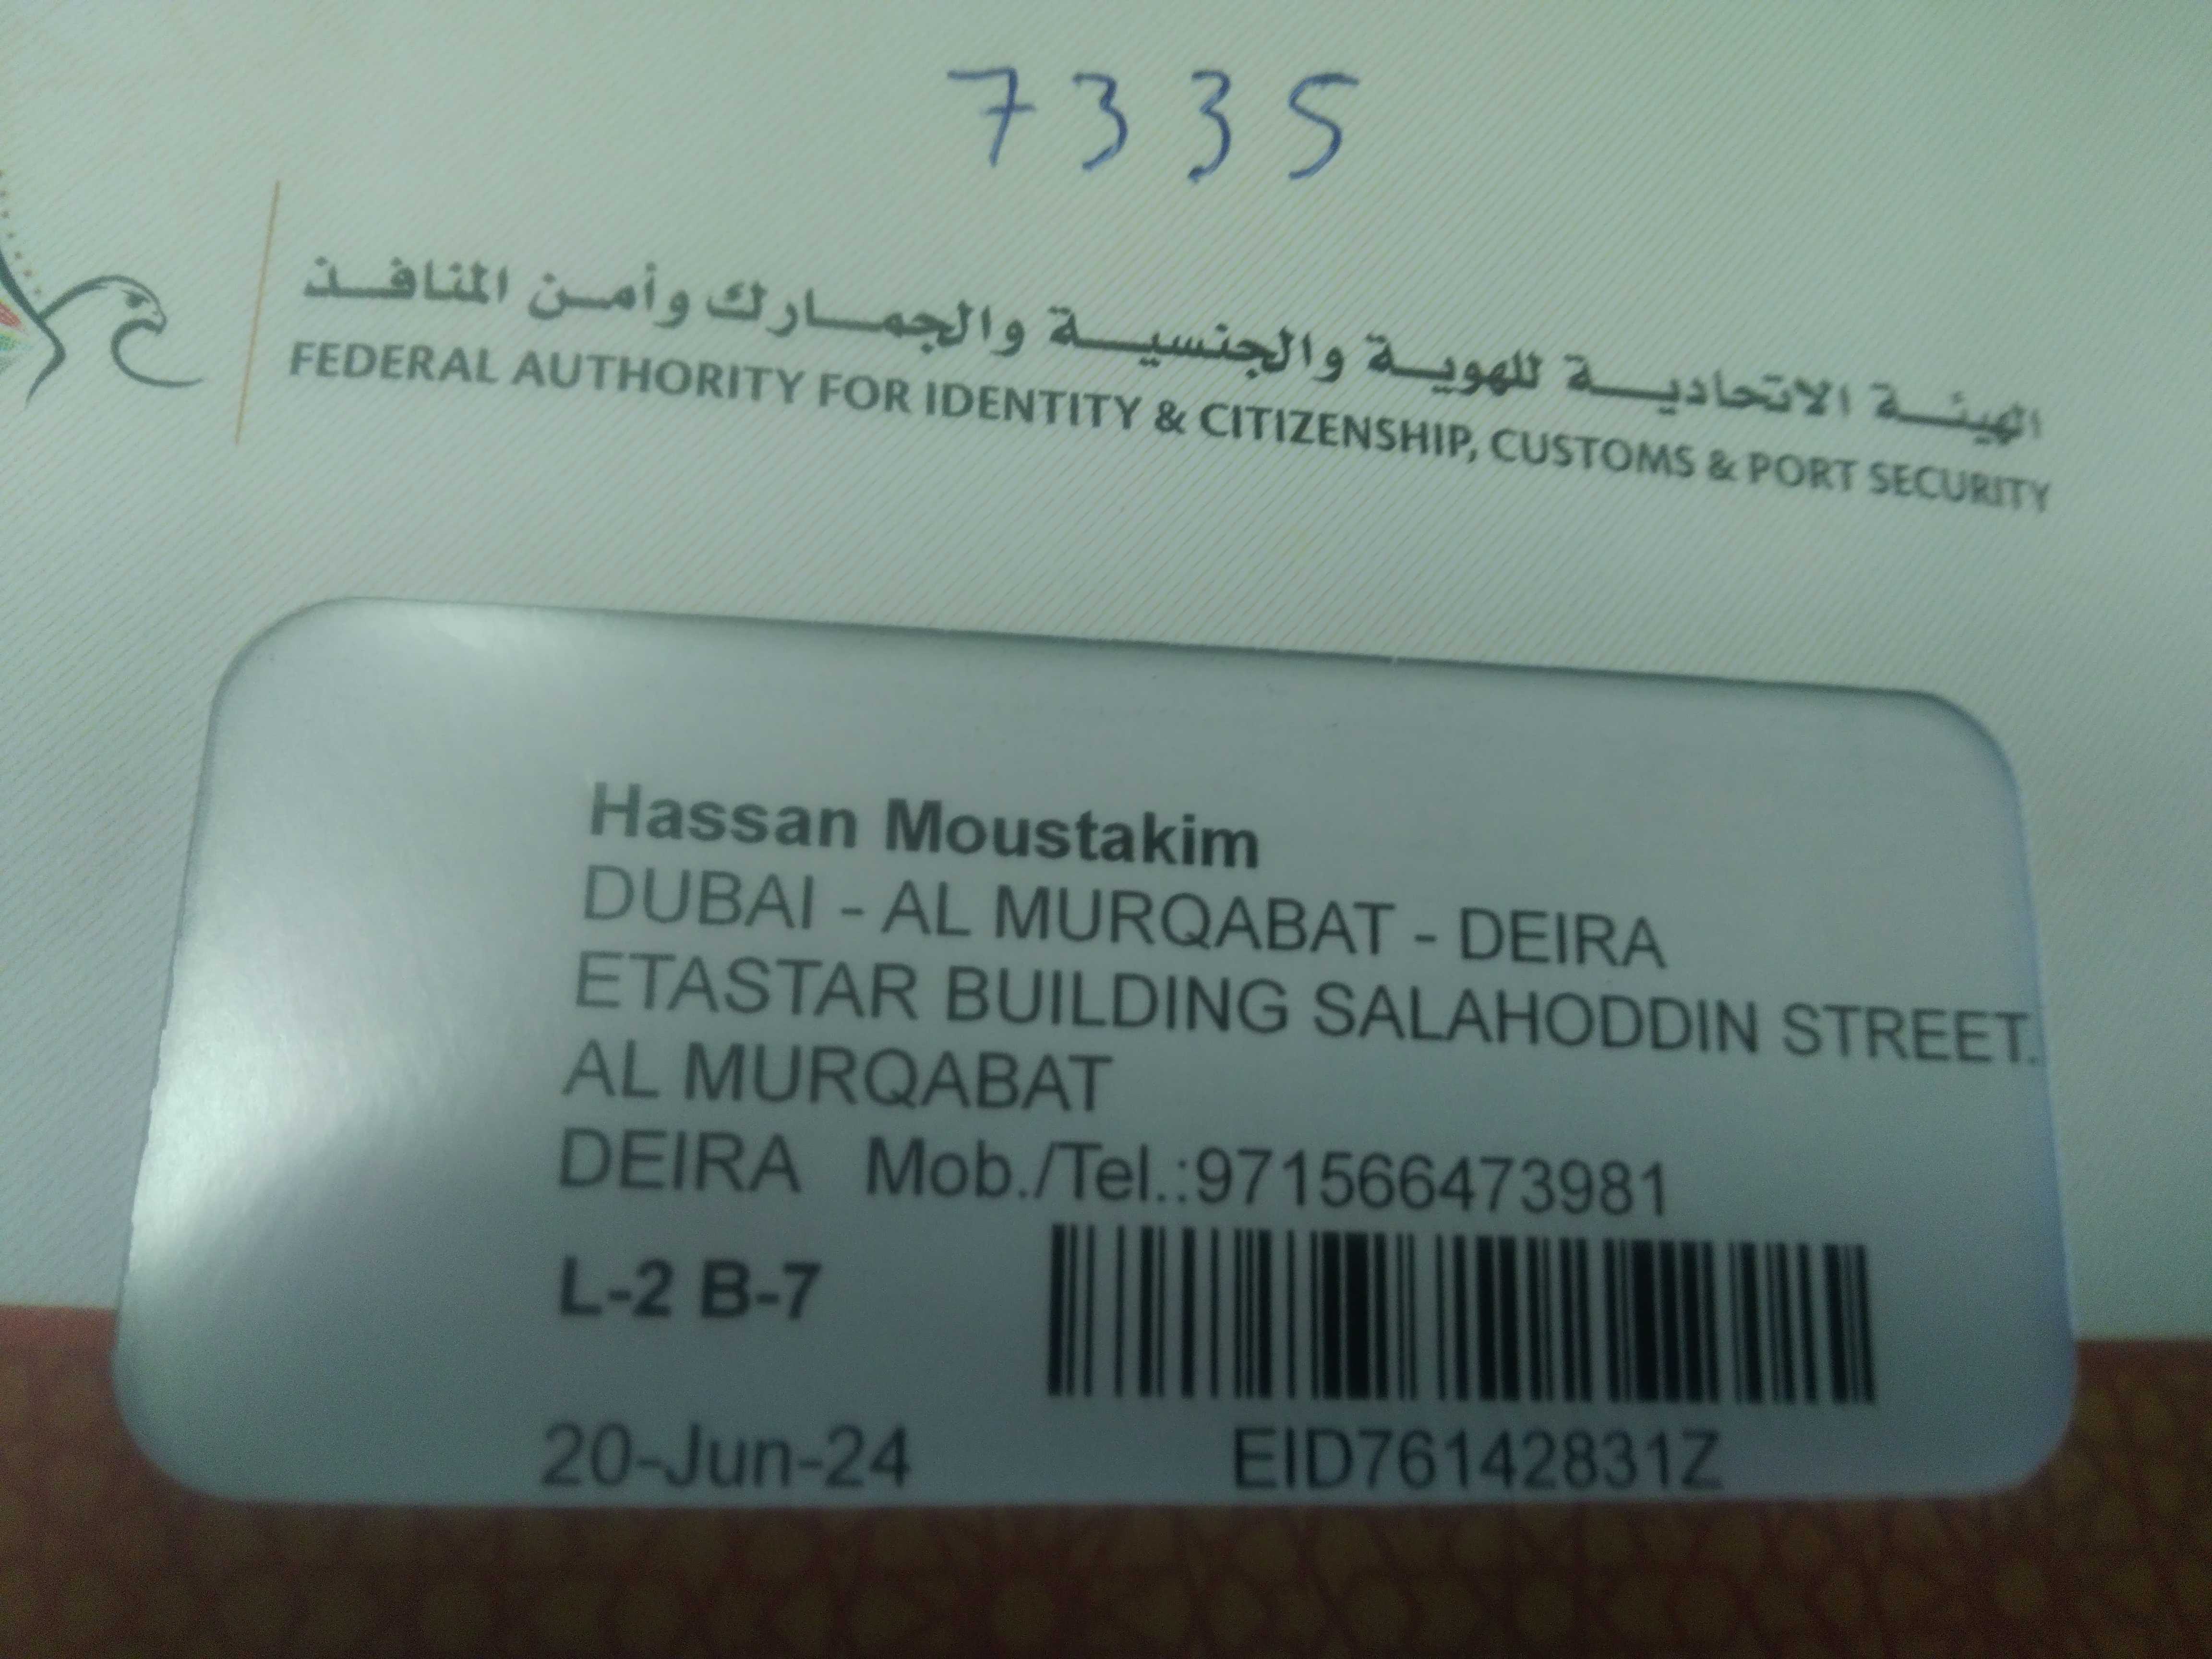 7335
الهيئة الاتحادية للهوية والجنسية والجمارك وأمن المنافذ
FEDERAL AUTHORITY FOR IDENTITY & CITIZENSHIP, CUSTOMS & PORT SECURITY
Hassan Moustakim
DUBAI - AL MURQABAT - DEIRA
ETASTAR BUILDING SALAHODDIN STREET.
AL MURQABAT
DEIRA Mob./Tel.:971566473981
L-2 B-7
20-Jun-24 EID76142831Z